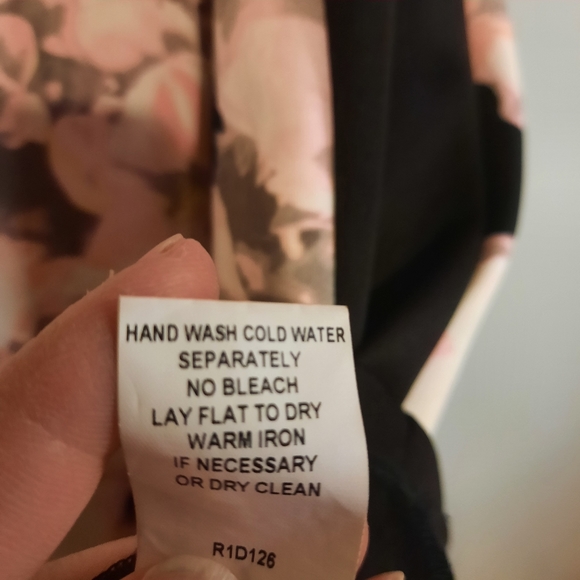 HAND WASH COLD WATER
SEPARATELY
NO BLEACH
LAY FLAT TO DRY
WARM IRON
IF NECESSARY
OR DRY CLEAN
R1D126